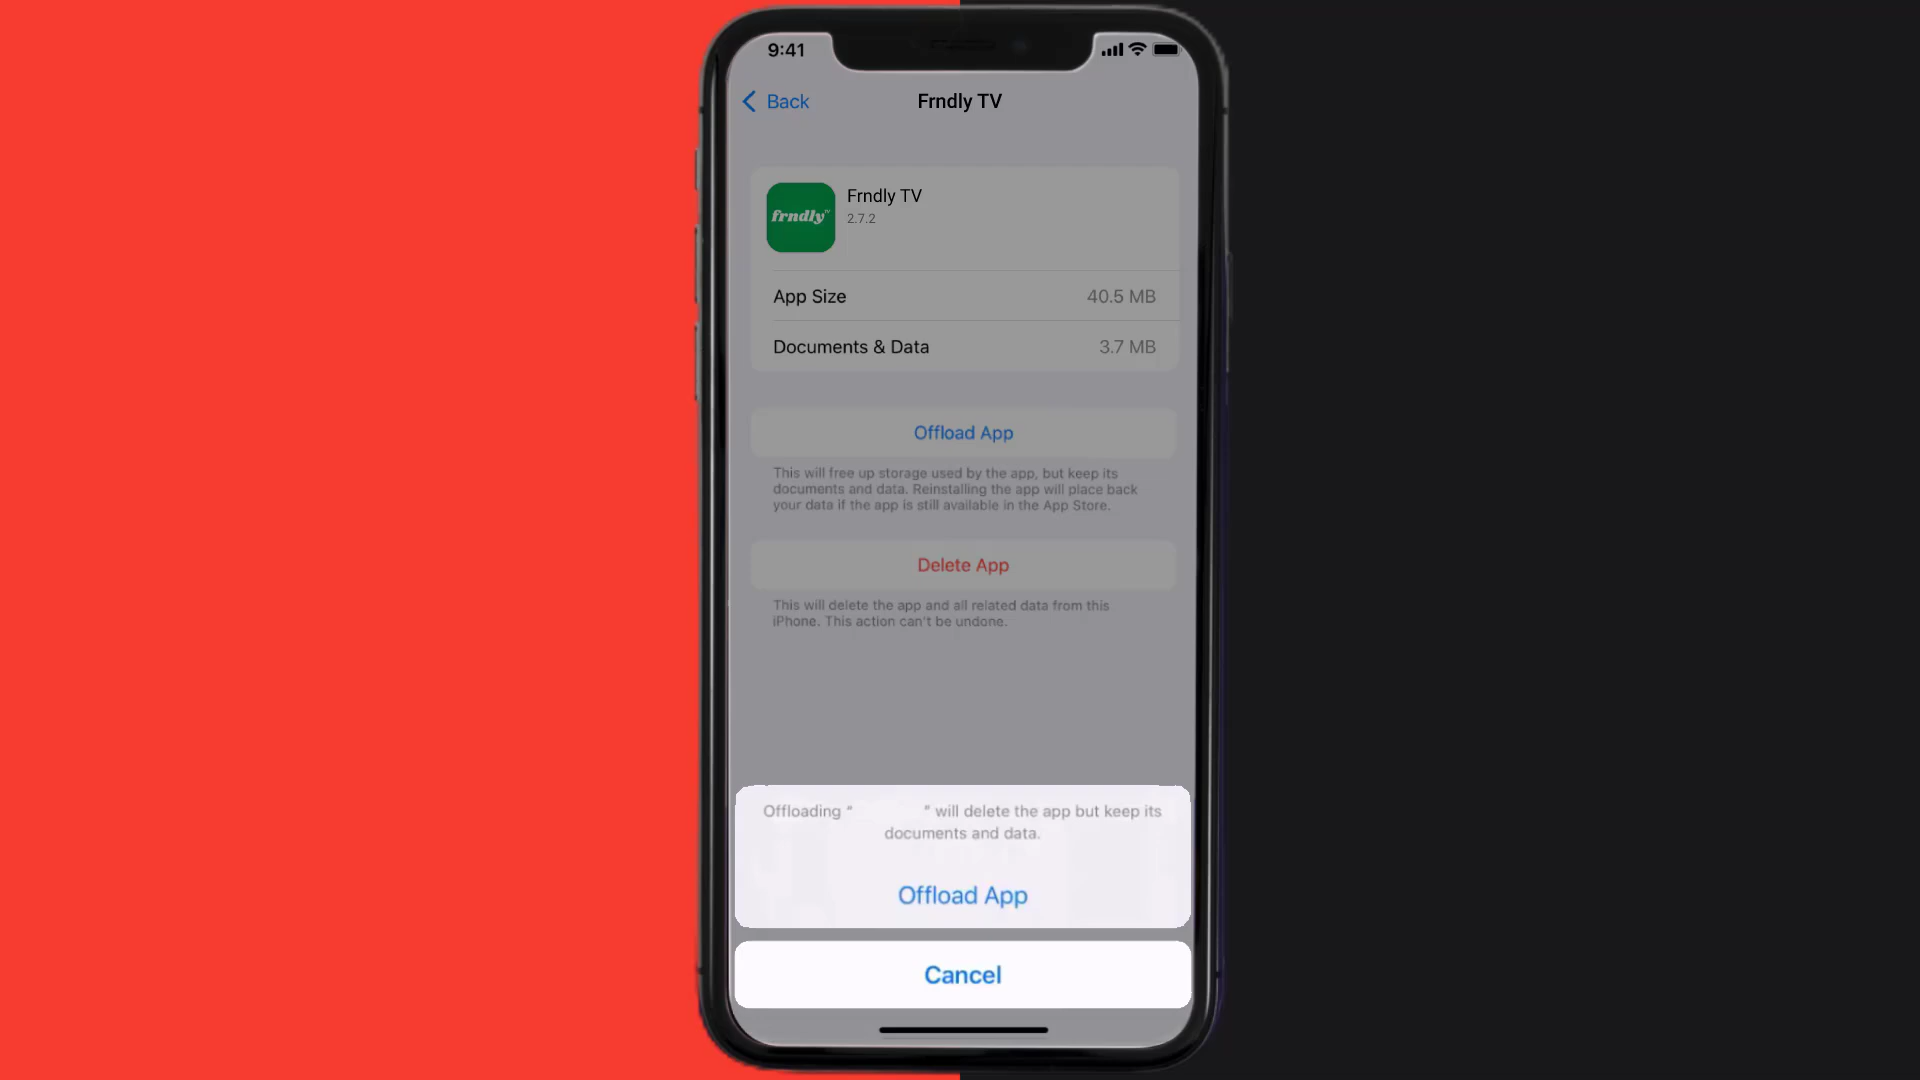 9:41
Back
Frndly TV
frndly TV
Frndly TV
2.7.2
App Size
40.5 MB
Documents & Data
3.7 MB
Offload App
This will free up storage used by the app, but keep its
documents and data. Reinstalling the app will place back
your data if the app is still available in the App Store.
Delete App
This will delete the app and all related data from this
iPhone. This action can't be undone.
Offloading “ ” will delete the app but keep its
documents and data.
Offload App
Cancel